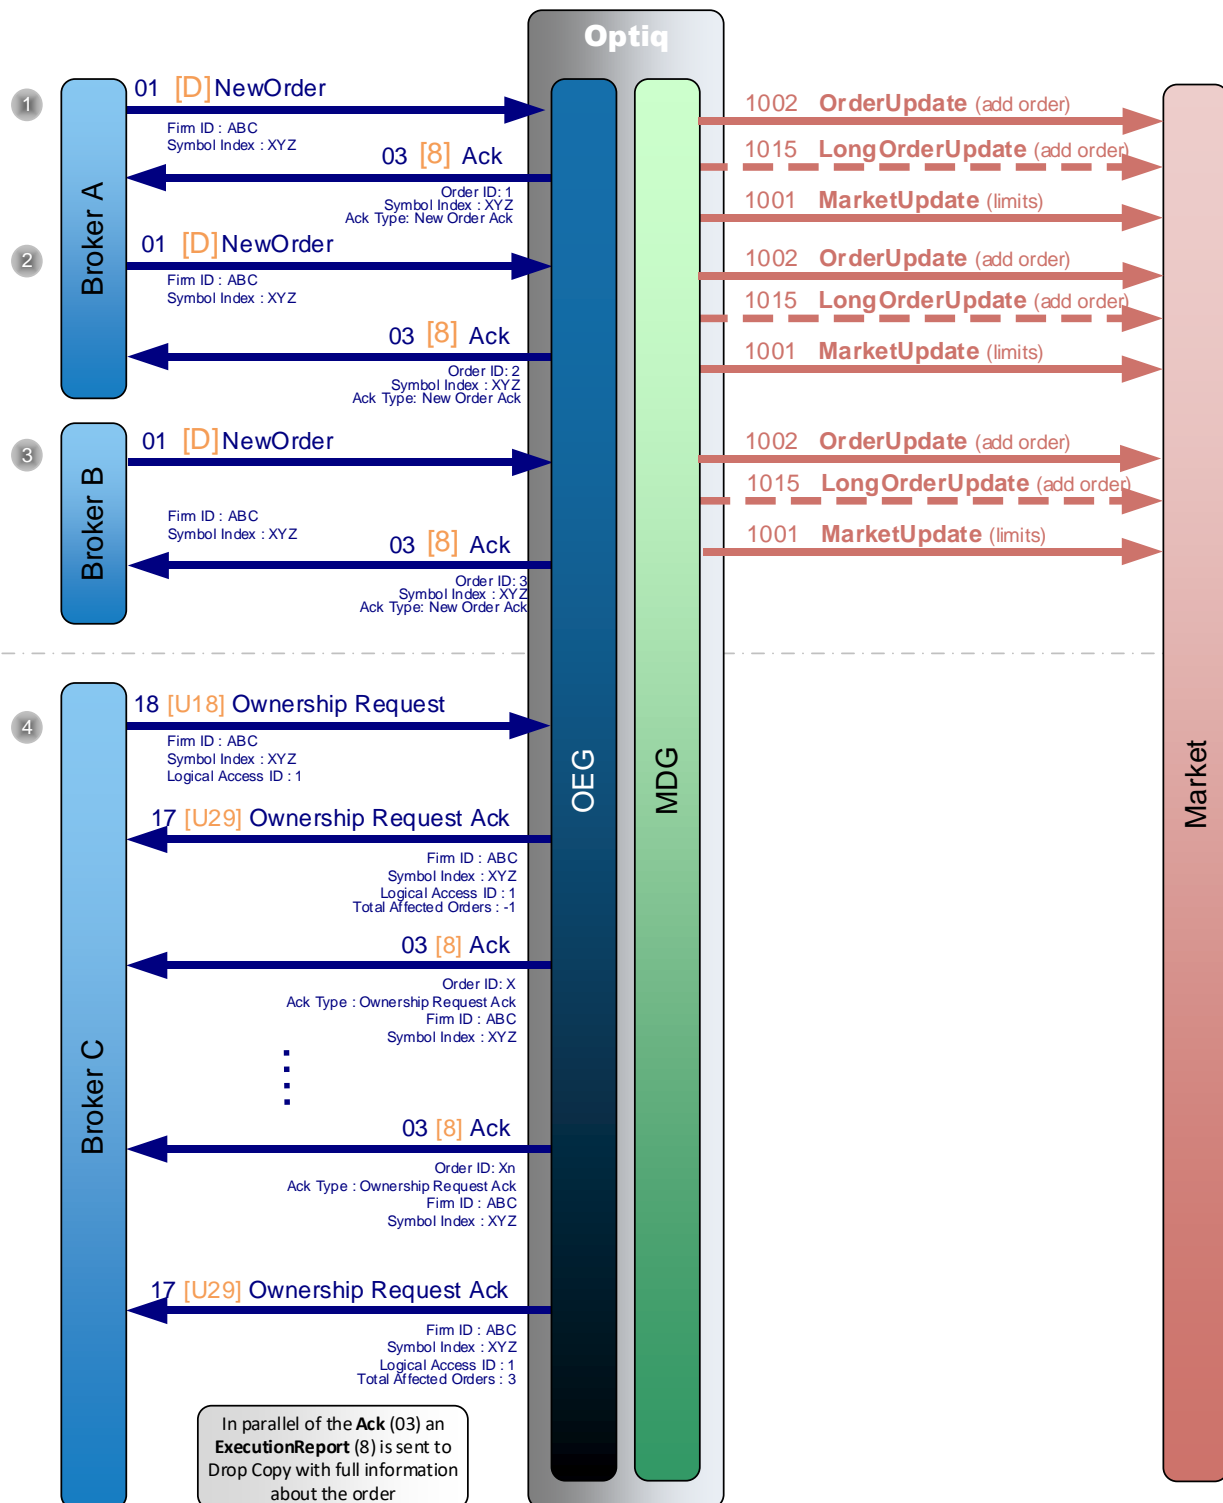 Optiq
1
Broker A
01 [D] NewOrder
Firm ID : ABC
Symbol Index : XYZ
03 [8] Ack
Order ID: 1
Symbol Index : XYZ
Ack Type: New Order Ack
1002 OrderUpdate (add order)
1015 LongOrderUpdate (add order)
1001 MarketUpdate (limits)
2
01 [D] NewOrder
Firm ID : ABC
Symbol Index : XYZ
03 [8] Ack
Order ID: 2
Symbol Index : XYZ
Ack Type: New Order Ack
1002 OrderUpdate (add order)
1015 LongOrderUpdate (add order)
1001 MarketUpdate (limits)
3
Broker B
01 [D] NewOrder
Firm ID : ABC
Symbol Index : XYZ
03 [8] Ack
Order ID: 3
Symbol Index : XYZ
Ack Type: New Order Ack
1002 OrderUpdate (add order)
1015 LongOrderUpdate (add order)
1001 MarketUpdate (limits)
OEG
MDG
Market
4
Broker C
18 [U18] Ownership Request
Firm ID : ABC
Symbol Index : XYZ
Logical Access ID : 1
17 [U29] Ownership Request Ack
Firm ID : ABC
Symbol Index : XYZ
Logical Access ID : 1
Total Affected Orders : -1
03 [8] Ack
Order ID: X
Ack Type : Ownership Request Ack
Firm ID : ABC
Symbol Index : XYZ
03 [8] Ack
Order ID: Xn
Ack Type : Ownership Request Ack
Firm ID : ABC
Symbol Index : XYZ
17 [U29] Ownership Request Ack
Firm ID : ABC
Symbol Index : XYZ
Logical Access ID : 1
Total Affected Orders : 3
In parallel of the Ack (03) an
ExecutionReport (8) is sent to
Drop Copy with full information
about the order